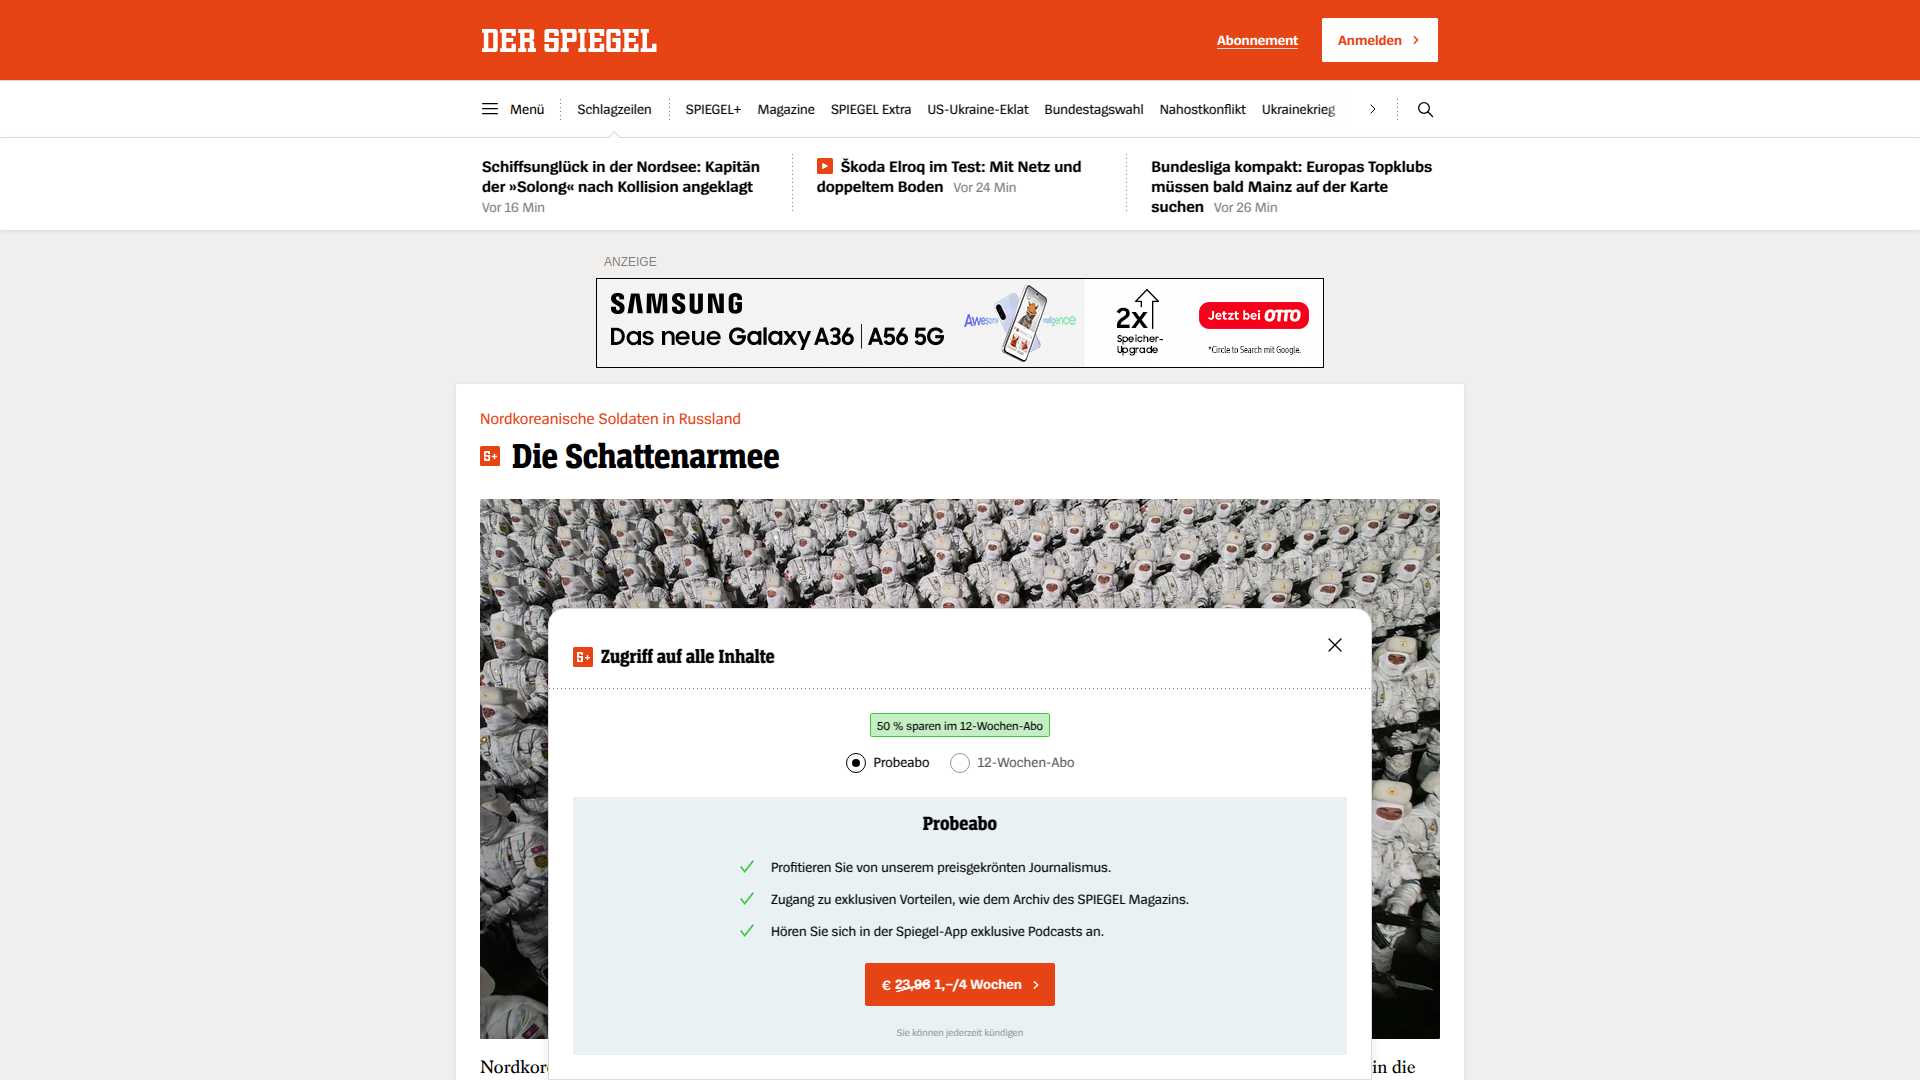 DER SPIEGEL
Abonnement
Anmelden
Menü
Schlagzeilen
SPIEGEL+
Magazine
SPIEGEL Extra
US-Ukraine-Eklat
Bundestagswahl
Nahostkonflikt
Ukrainekrieg
Schiffsunglück in der Nordsee: Kapitän
der »Solong« nach Kollision angeklagt
Vor 16 Min
Škoda Elroq im Test: Mit Netz und
doppeltem Boden Vor 24 Min
Bundesliga kompakt: Europas Topklubs
müssen bald Mainz auf der Karte
suchen Vor 26 Min
ANZEIGE
SAMSUNG
Das neue Galaxy A36 | A56 5G
2x
Speicher-
Upgrade
Jetzt bei OTTO
*Circle to Search mit Google.
Nordkoreanische Soldaten in Russland
Die Schattenarmee
Zugriff auf alle Inhalte
50 % sparen im 12-Wochen-Abo
Probeabo
12-Wochen-Abo
Probeabo
Profitieren Sie von unserem preisgekrönten Journalismus.
Zugang zu exklusiven Vorteilen, wie dem Archiv des SPIEGEL Magazins.
Hören Sie sich in der Spiegel-App exklusive Podcasts an.
€ 23,96 1,–/4 Wochen
Sie können jederzeit kündigen
in die